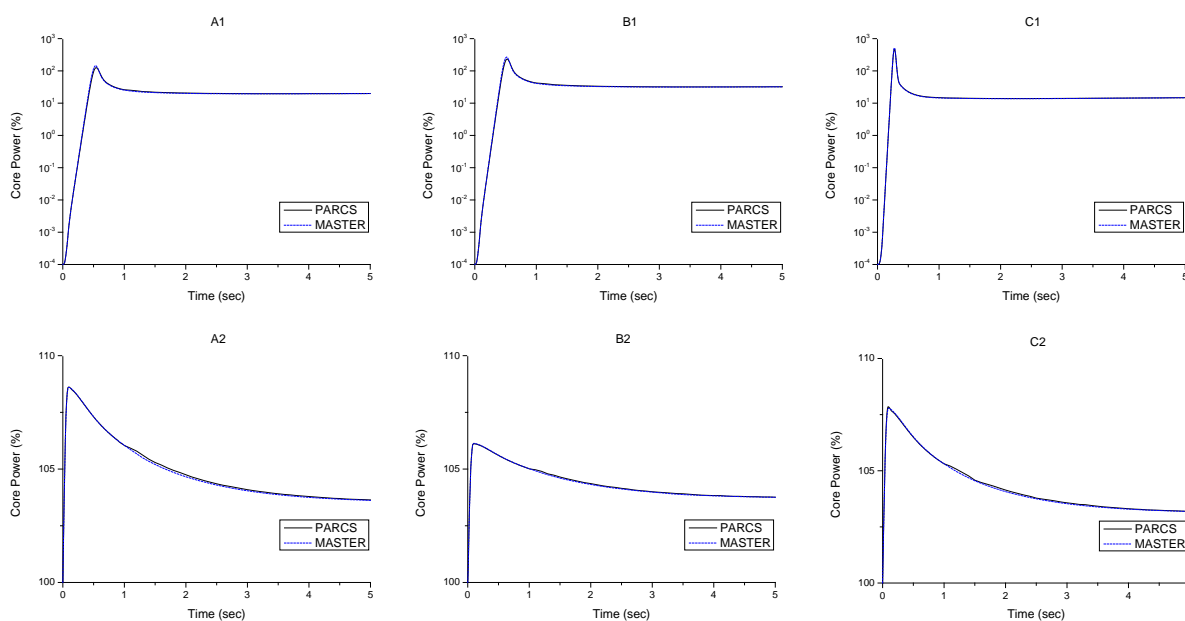 A1
Core Power (%)
10³
10²
10¹
10⁰
10⁻¹
10⁻²
10⁻³
10⁻⁴
PARCS
MASTER
0 1 2 3 4 5
Time (sec)
B1
Core Power (%)
10³
10²
10¹
10⁰
10⁻¹
10⁻²
10⁻³
10⁻⁴
PARCS
MASTER
0 1 2 3 4 5
Time (sec)
C1
Core Power (%)
10³
10²
10¹
10⁰
10⁻¹
10⁻²
10⁻³
10⁻⁴
PARCS
MASTER
0 1 2 3 4 5
Time (sec)
A2
Core Power (%)
110
105
100
PARCS
MASTER
0 1 2 3 4 5
Time (sec)
B2
Core Power (%)
110
105
100
PARCS
MASTER
0 1 2 3 4 5
Time (sec)
C2
Core Power (%)
110
105
100
PARCS
MASTER
0 1 2 3 4
Time (sec)